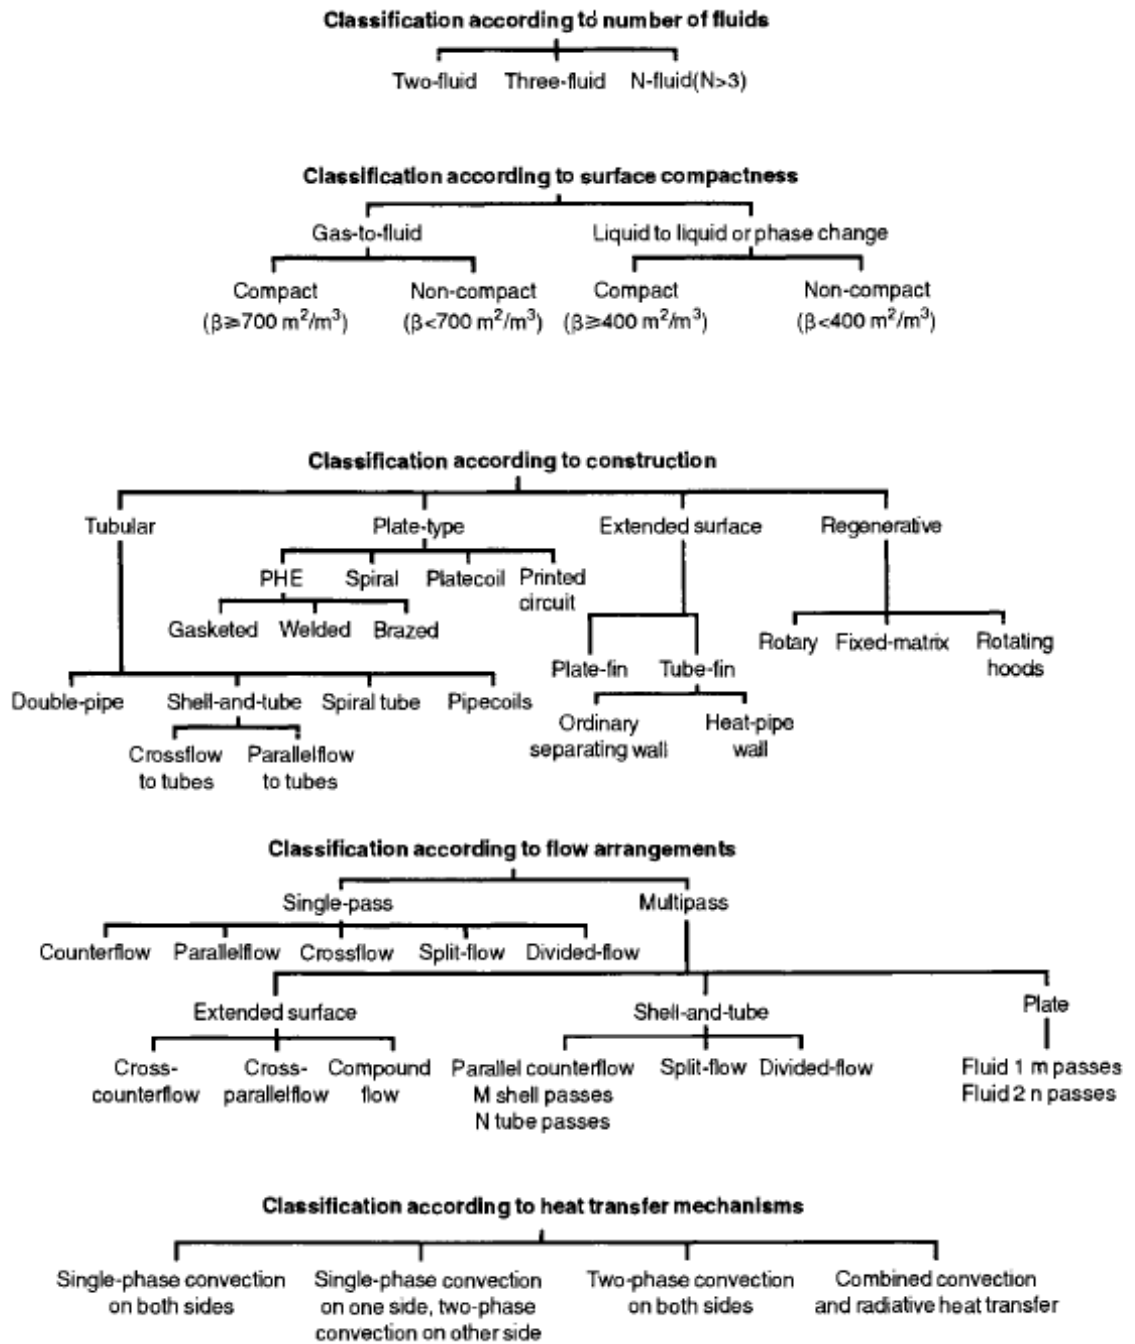 Classification according to number of fluids
Two-fluid Three-fluid N-fluid(N>3)
Classification according to surface compactness
Gas-to-fluid Liquid to liquid or phase change
Compact Non-compact Compact Non-compact
(β≥700 m²/m³) (β<700 m²/m³) (β≥400 m²/m³) (β<400 m²/m³)
Classification according to construction
Tubular Plate-type Extended surface Regenerative
PHE Spiral Platecoil Printed
circuit
Gasketed Welded Brazed
Rotary Fixed-matrix Rotating
hoods
Plate-fin Tube-fin
Double-pipe Shell-and-tube Spiral tube Pipecoils
Ordinary Heat-pipe
separating wall wall
Crossflow Parallelflow
to tubes to tubes
Classification according to flow arrangements
Single-pass Multipass
Counterflow Parallelflow Crossflow Split-flow Divided-flow
Extended surface Shell-and-tube Plate
Cross- Cross- Compound Parallel counterflow Split-flow Divided-flow Fluid 1 m passes
counterflow parallelflow flow M shell passes Fluid 2 n passes
N tube passes
Classification according to heat transfer mechanisms
Single-phase convection Single-phase convection Two-phase convection Combined convection
on both sides on one side, two-phase on both sides and radiative heat transfer
convection on other side